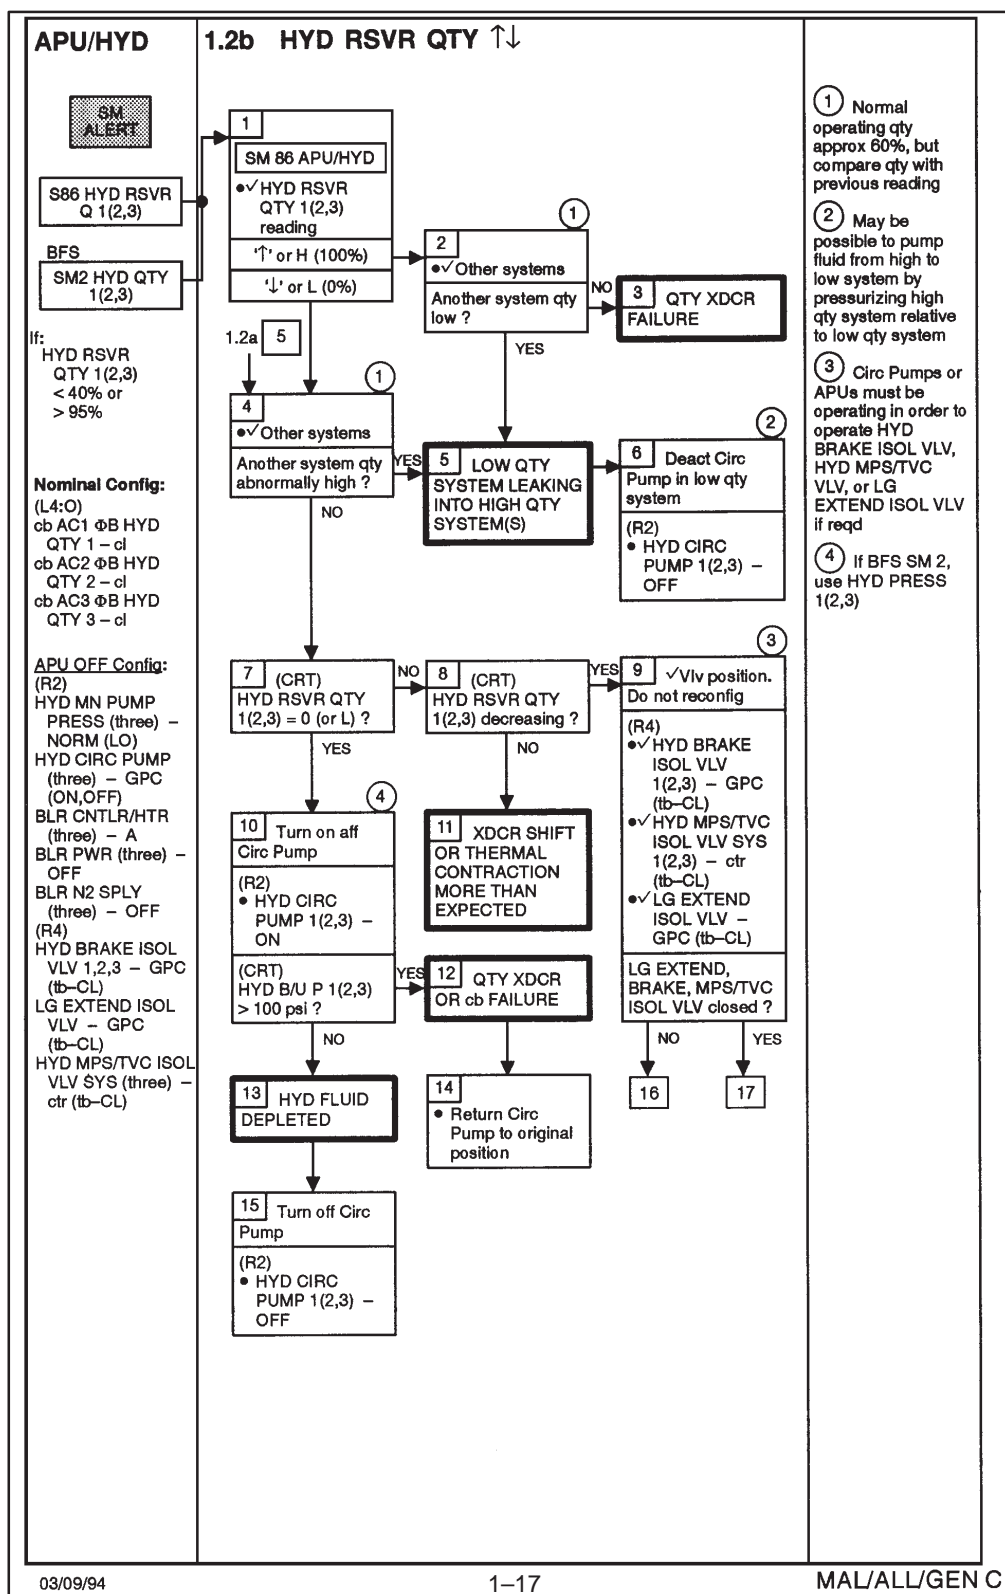 APU/HYD
1.2b HYD RSVR QTY ↑↓
SM
ALERT
S86 HYD RSVR
Q 1(2,3)
BFS
SM2 HYD QTY
1(2,3)
If:
HYD RSVR
QTY 1(2,3)
< 40% or
> 95%
Nominal Config:
(L4:O)
cb AC1 ΦB HYD
QTY 1 – cl
cb AC2 ΦB HYD
QTY 2 – cl
cb AC3 ΦB HYD
QTY 3 – cl
APU OFF Config:
(R2)
HYD MN PUMP
PRESS (three) –
NORM (LO)
HYD CIRC PUMP
(three) – GPC
(ON,OFF)
BLR CNTLR/HTR
(three) – A
BLR PWR (three) –
OFF
BLR N2 SPLY
(three) – OFF
(R4)
HYD BRAKE ISOL
VLV 1,2,3 – GPC
(tb–CL)
LG EXTEND ISOL
VLV – GPC
(tb–CL)
HYD MPS/TVC ISOL
VLV SYS (three) –
ctr (tb–CL)
1
SM 86 APU/HYD
●√HYD RSVR
QTY 1(2,3)
reading
'↑' or H (100%)
'↓' or L (0%)
1
2
●√Other systems
Another system qty
low ?
NO
YES
3 QTY XDCR
FAILURE
1.2a 5
1
4
●√Other systems
Another system qty
abnormally high ?
YES
NO
5 LOW QTY
SYSTEM LEAKING
INTO HIGH QTY
SYSTEM(S)
2
6 Deact Circ
Pump in low qty
system
(R2)
● HYD CIRC
PUMP 1(2,3) –
OFF
7 (CRT)
HYD RSVR QTY
1(2,3) = 0 (or L) ?
NO
YES
8 (CRT)
HYD RSVR QTY
1(2,3) decreasing ?
YES
NO
3
9 √Vlv position.
Do not reconfig
(R4)
●√HYD BRAKE
ISOL VLV
1(2,3) – GPC
(tb–CL)
●√HYD MPS/TVC
ISOL VLV SYS
1(2,3) – ctr
(tb–CL)
●√LG EXTEND
ISOL VLV –
GPC (tb–CL)
LG EXTEND,
BRAKE, MPS/TVC
ISOL VLV closed ?
NO
YES
16
17
4
10 Turn on aff
Circ Pump
(R2)
● HYD CIRC
PUMP 1(2,3) –
ON
(CRT)
HYD B/U P 1(2,3)
> 100 psi ?
YES
NO
11 XDCR SHIFT
OR THERMAL
CONTRACTION
MORE THAN
EXPECTED
12 QTY XDCR
OR cb FAILURE
13 HYD FLUID
DEPLETED
14
● Return Circ
Pump to original
position
15 Turn off Circ
Pump
(R2)
● HYD CIRC
PUMP 1(2,3) –
OFF
1 Normal
operating qty
approx 60%, but
compare qty with
previous reading
2 May be
possible to pump
fluid from high to
low system by
pressurizing high
qty system relative
to low qty system
3 Circ Pumps or
APUs must be
operating in order to
operate HYD
BRAKE ISOL VLV,
HYD MPS/TVC
VLV, or LG
EXTEND ISOL VLV
if reqd
4 If BFS SM 2,
use HYD PRESS
1(2,3)
03/09/94
1–17
MAL/ALL/GEN C